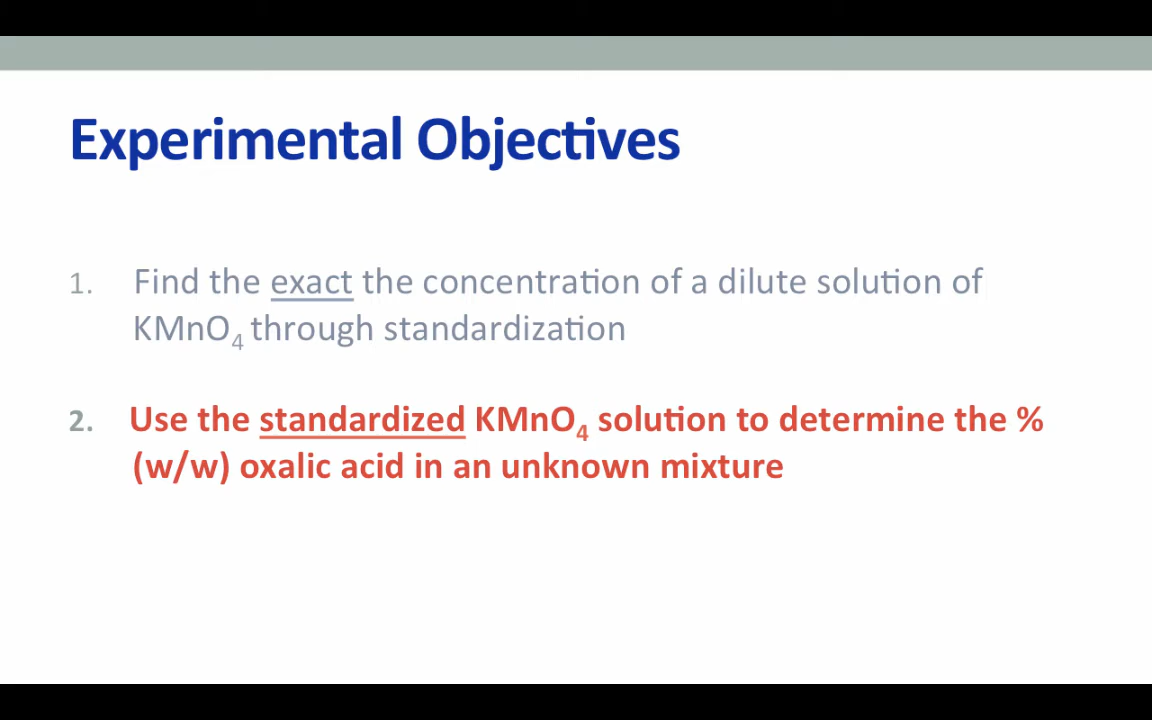 Experimental Objectives
1. Find the exact the concentration of a dilute solution of
KMnO4 through standardization
2. Use the standardized KMnO4 solution to determine the %
(w/w) oxalic acid in an unknown mixture